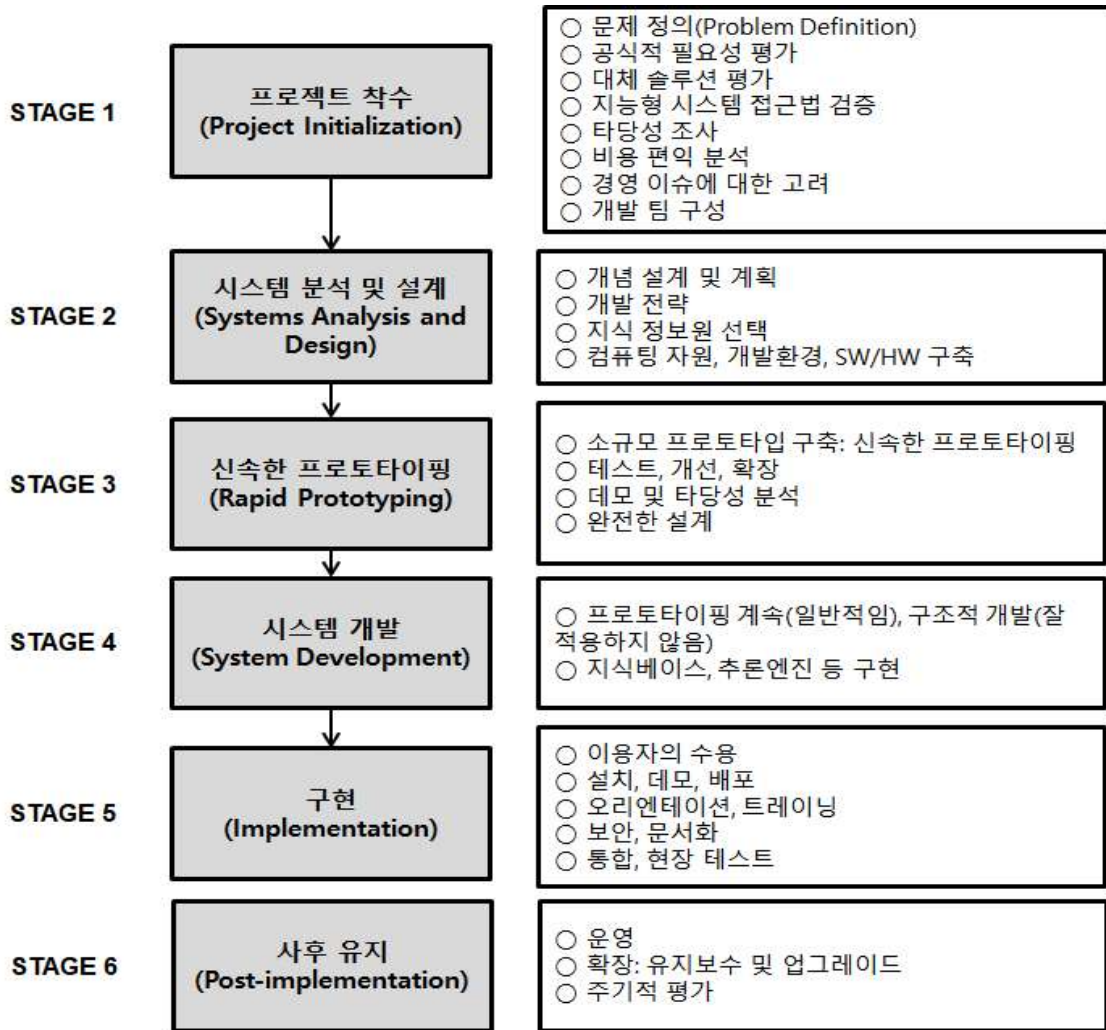 STAGE 1
프로젝트 착수
(Project Initialization)
○ 문제 정의(Problem Definition)
○ 공식적 필요성 평가
○ 대체 솔루션 평가
○ 지능형 시스템 접근법 검증
○ 타당성 조사
○ 비용 편익 분석
○ 경영 이슈에 대한 고려
○ 개발 팀 구성
STAGE 2
시스템 분석 및 설계
(Systems Analysis and
Design)
○ 개념 설계 및 계획
○ 개발 전략
○ 지식 정보원 선택
○ 컴퓨팅 자원, 개발환경, SW/HW 구축
STAGE 3
신속한 프로토타이핑
(Rapid Prototyping)
○ 소규모 프로토타입 구축: 신속한 프로토타이핑
○ 테스트, 개선, 확장
○ 데모 및 타당성 분석
○ 완전한 설계
STAGE 4
시스템 개발
(System Development)
○ 프로토타이핑 계속(일반적임), 구조적 개발(잘
적용하지 않음)
○ 지식베이스, 추론엔진 등 구현
STAGE 5
구현
(Implementation)
○ 이용자의 수용
○ 설치, 데모, 배포
○ 오리엔테이션, 트레이닝
○ 보안, 문서화
○ 통합, 현장 테스트
STAGE 6
사후 유지
(Post-implementation)
○ 운영
○ 확장: 유지보수 및 업그레이드
○ 주기적 평가